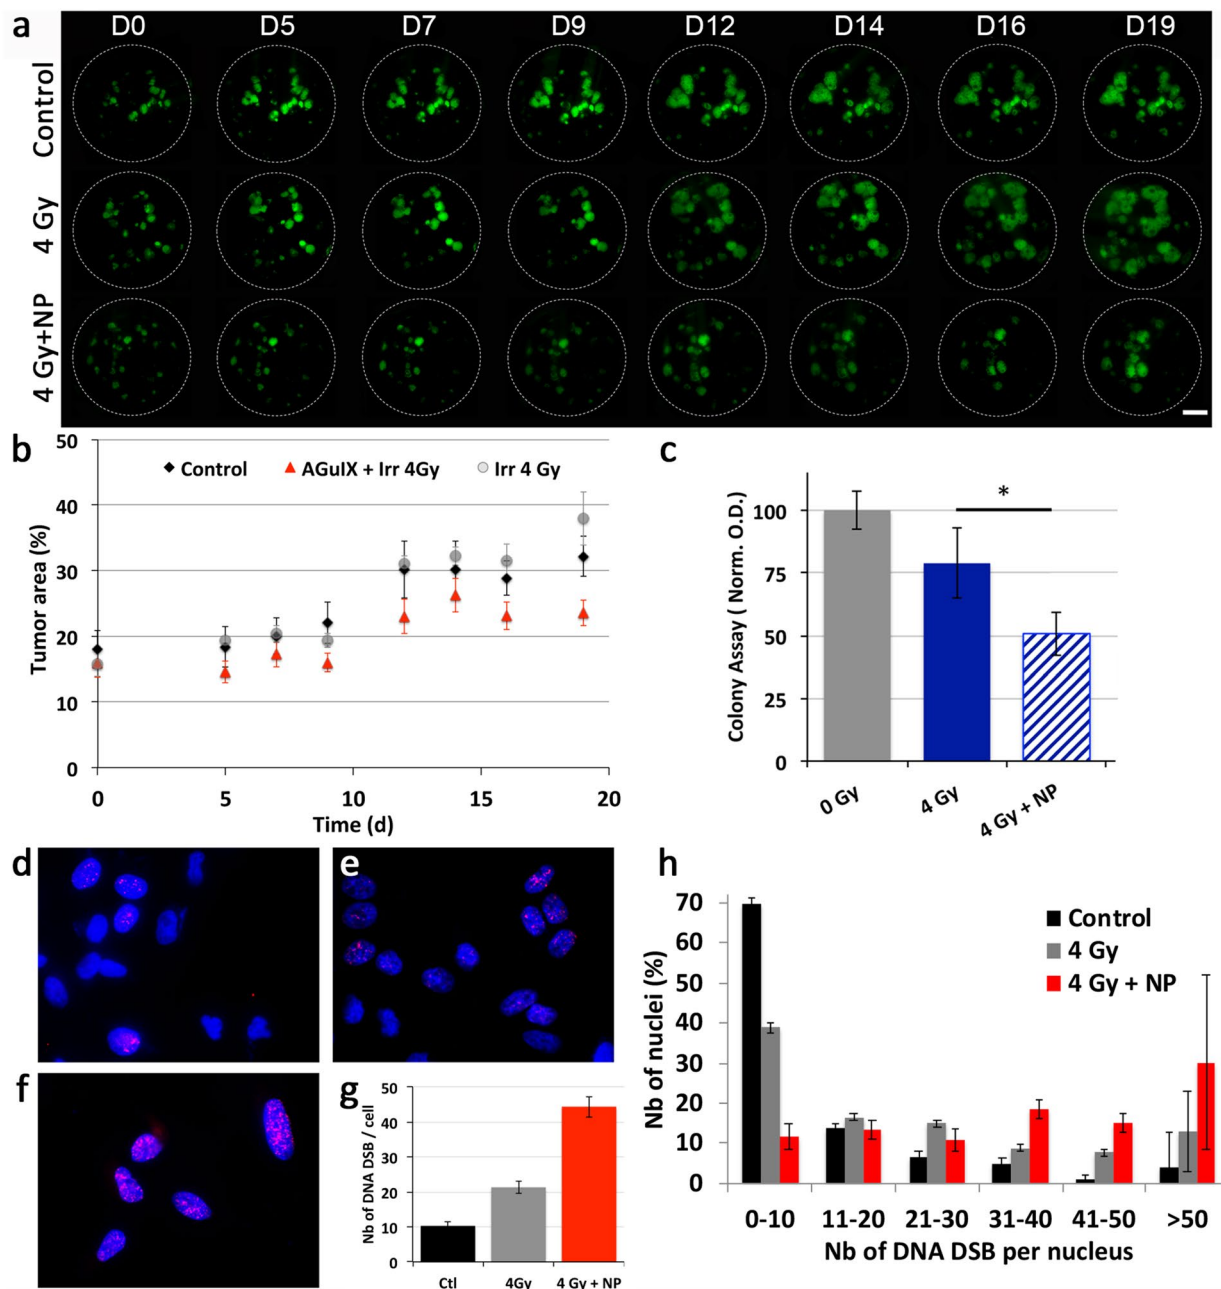 a
D0 D5 D7 D9 D12 D14 D16 D19
Control
4 Gy
4 Gy+NP
b
50
40
30
20
10
0
Tumor area (%)
Control AGuIX + Irr 4Gy Irr 4 Gy
0 5 10 15 20
Time (d)
c
Colony Assay ( Norm. O.D.)
100
75
50
25
0
*
0 Gy
4 Gy
4 Gy + NP
d
e
f
g
50
40
30
20
10
0
Nb of DNA DSB / cell
Ctl 4Gy 4 Gy + NP
h
70
60
50
40
30
20
10
0
Nb of nuclei (%)
Control
4 Gy
4 Gy + NP
0-10 11-20 21-30 31-40 41-50 >50
Nb of DNA DSB per nucleus